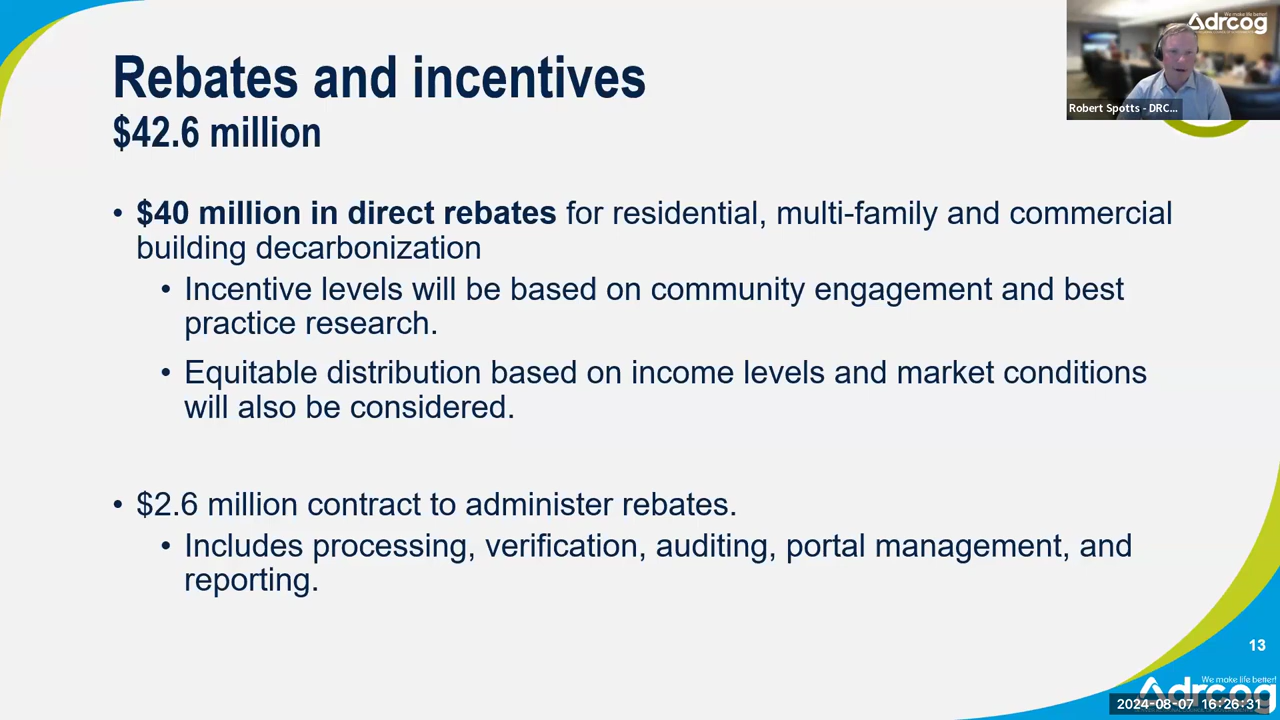 Rebates and incentives
$42.6 million
• $40 million in direct rebates for residential, multi-family and commercial
building decarbonization
• Incentive levels will be based on community engagement and best
practice research.
• Equitable distribution based on income levels and market conditions
will also be considered.
• $2.6 million contract to administer rebates.
• Includes processing, verification, auditing, portal management, and
reporting.
We make life better!
drcog
Robert Spotts - DRC...
13
We make life better!
drcog
2024-08-07 16:26:31